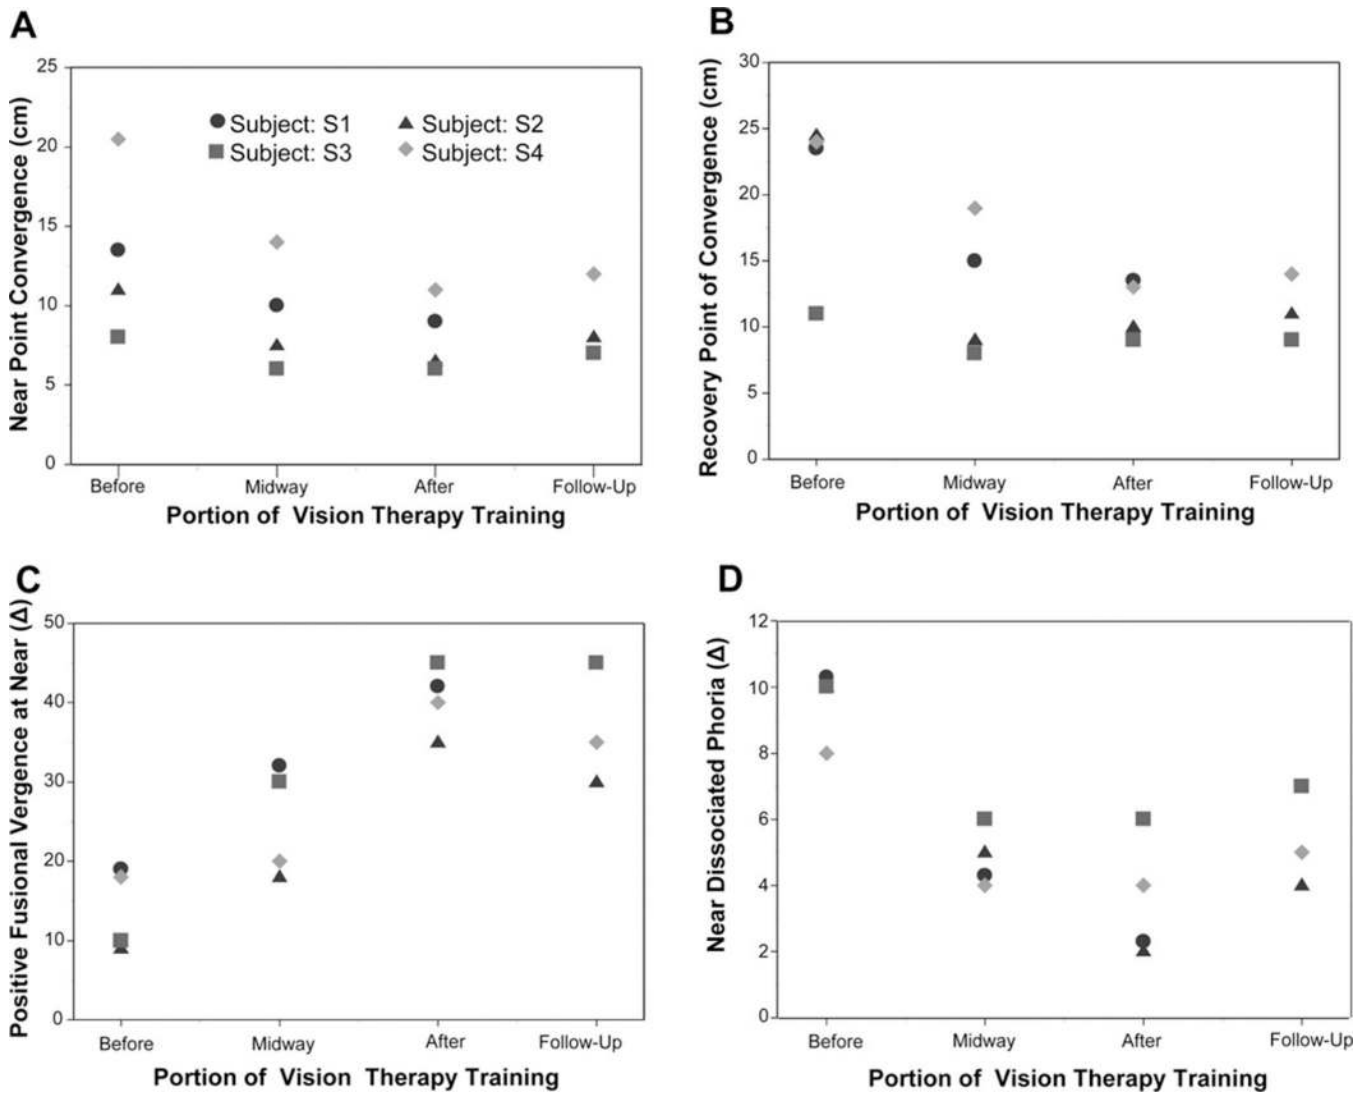 A
Near Point Convergence (cm)
25
20
15
10
5
0
Subject: S1
Subject: S2
Subject: S3
Subject: S4
Before
Midway
After
Follow-Up
Portion of Vision Therapy Training
B
Recovery Point of Convergence (cm)
30
25
20
15
10
5
0
Before
Midway
After
Follow-Up
Portion of Vision Therapy Training
C
Positive Fusional Vergence at Near (Δ)
50
40
30
20
10
0
Before
Midway
After
Follow-Up
Portion of Vision Therapy Training
D
Near Dissociated Phoria (Δ)
12
10
8
6
4
2
0
Before
Midway
After
Follow-Up
Portion of Vision Therapy Training